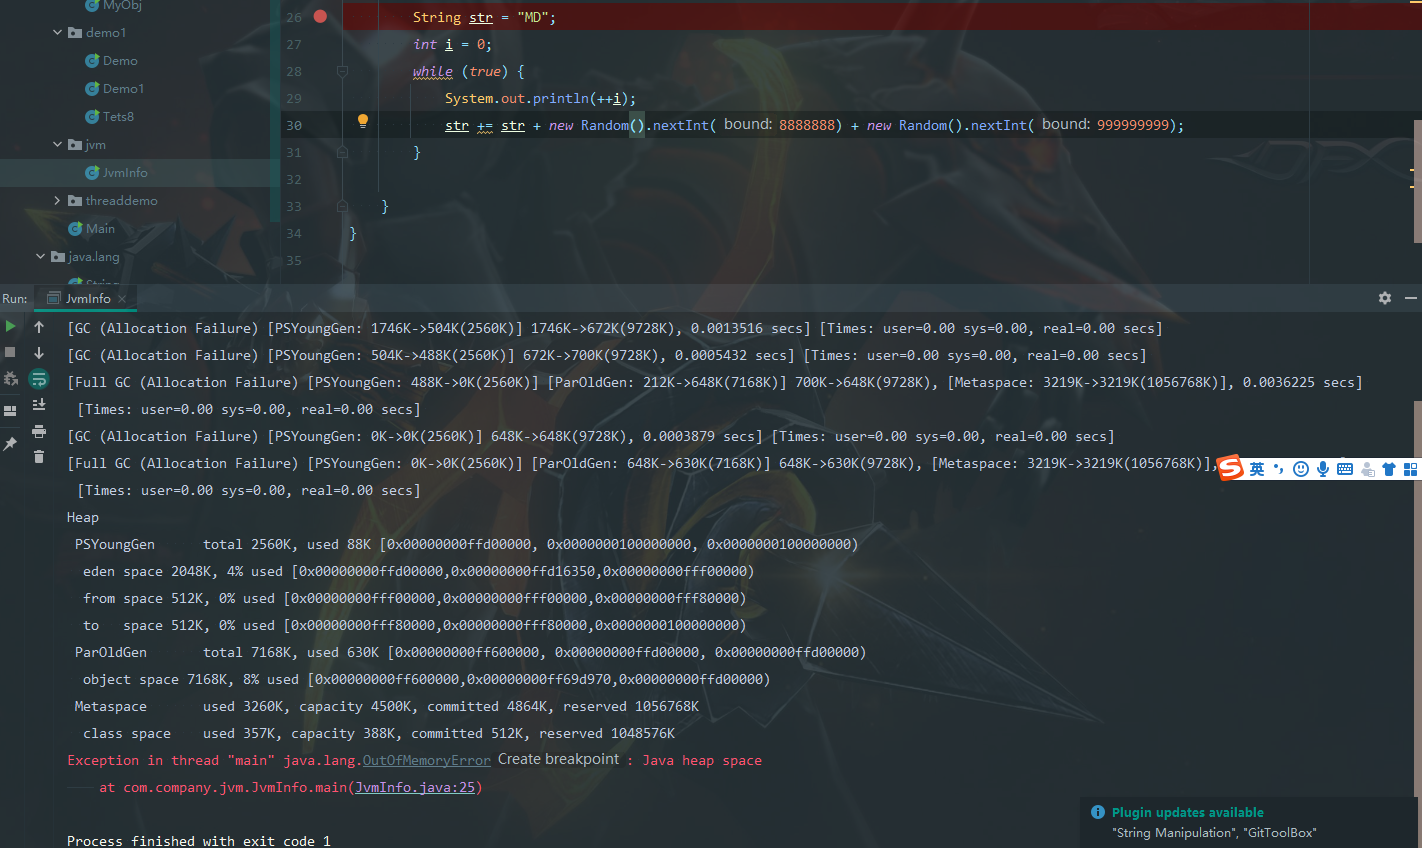 MyObj
demo1
Demo
Demo1
Tets8
jvm
JvmInfo
threaddemo
Main
java.lang
String
26 String str = "MD";
27 int i = 0;
28 while (true) {
29 System.out.println(++i);
30 str += str + new Random().nextInt( bound: 8888888) + new Random().nextInt( bound: 999999999);
31 }
32
33 }
34 }
35
Run: JvmInfo
[GC (Allocation Failure) [PSYoungGen: 1746K->504K(2560K)] 1746K->672K(9728K), 0.0013516 secs] [Times: user=0.00 sys=0.00, real=0.00 secs]
[GC (Allocation Failure) [PSYoungGen: 504K->488K(2560K)] 672K->700K(9728K), 0.0005432 secs] [Times: user=0.00 sys=0.00, real=0.00 secs]
[Full GC (Allocation Failure) [PSYoungGen: 488K->0K(2560K)] [ParOldGen: 212K->648K(7168K)] 700K->648K(9728K), [Metaspace: 3219K->3219K(1056768K)], 0.0036225 secs]
[Times: user=0.00 sys=0.00, real=0.00 secs]
[GC (Allocation Failure) [PSYoungGen: 0K->0K(2560K)] 648K->648K(9728K), 0.0003879 secs] [Times: user=0.00 sys=0.00, real=0.00 secs]
[Full GC (Allocation Failure) [PSYoungGen: 0K->0K(2560K)] [ParOldGen: 648K->630K(7168K)] 648K->630K(9728K), [Metaspace: 3219K->3219K(1056768K)],
英
[Times: user=0.00 sys=0.00, real=0.00 secs]
Heap
PSYoungGen total 2560K, used 88K [0x00000000ffd00000, 0x0000000100000000, 0x0000000100000000)
eden space 2048K, 4% used [0x00000000ffd00000,0x00000000ffd16350,0x00000000fff00000)
from space 512K, 0% used [0x00000000fff00000,0x00000000fff00000,0x00000000fff80000)
to space 512K, 0% used [0x00000000fff80000,0x00000000fff80000,0x0000000100000000)
ParOldGen total 7168K, used 630K [0x00000000ff600000, 0x00000000ffd00000, 0x00000000ffd00000)
object space 7168K, 8% used [0x00000000ff600000,0x00000000ff69d970,0x00000000ffd00000)
Metaspace used 3260K, capacity 4500K, committed 4864K, reserved 1056768K
class space used 357K, capacity 388K, committed 512K, reserved 1048576K
Exception in thread "main" java.lang.OutOfMemoryError Create breakpoint : Java heap space
at com.company.jvm.JvmInfo.main(JvmInfo.java:25)
Process finished with exit code 1
Plugin updates available
"String Manipulation", "GitToolBox"